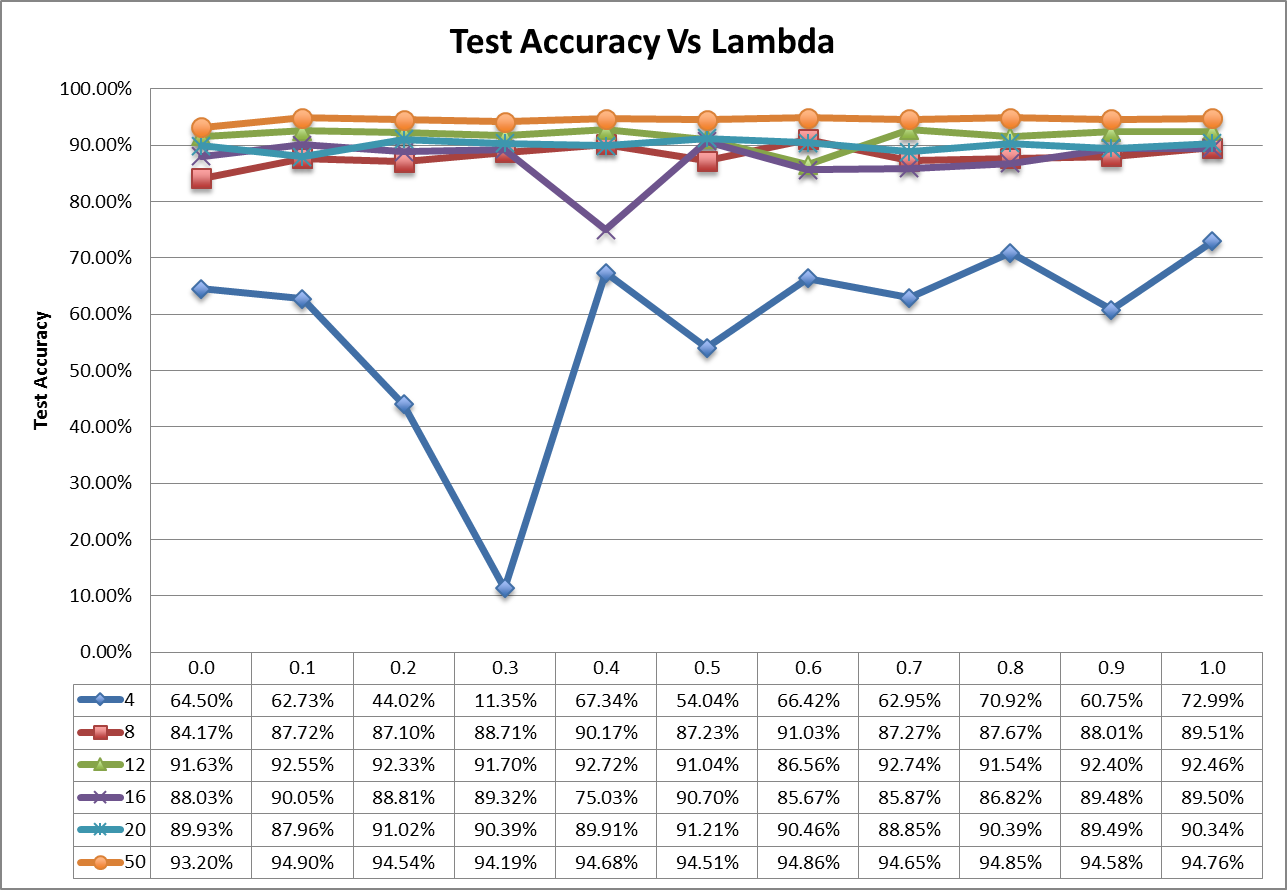 Test Accuracy Vs Lambda
100.00%
90.00%
80.00%
70.00%
60.00%
50.00%
40.00%
30.00%
20.00%
10.00%
0.00%
Test Accuracy
0.0 0.1 0.2 0.3 0.4 0.5 0.6 0.7 0.8 0.9 1.0
4 64.50% 62.73% 44.02% 11.35% 67.34% 54.04% 66.42% 62.95% 70.92% 60.75% 72.99%
8 84.17% 87.72% 87.10% 88.71% 90.17% 87.23% 91.03% 87.27% 87.67% 88.01% 89.51%
12 91.63% 92.55% 92.33% 91.70% 92.72% 91.04% 86.56% 92.74% 91.54% 92.40% 92.46%
16 88.03% 90.05% 88.81% 89.32% 75.03% 90.70% 85.67% 85.87% 86.82% 89.48% 89.50%
20 89.93% 87.96% 91.02% 90.39% 89.91% 91.21% 90.46% 88.85% 90.39% 89.49% 90.34%
50 93.20% 94.90% 94.54% 94.19% 94.68% 94.51% 94.86% 94.65% 94.85% 94.58% 94.76%